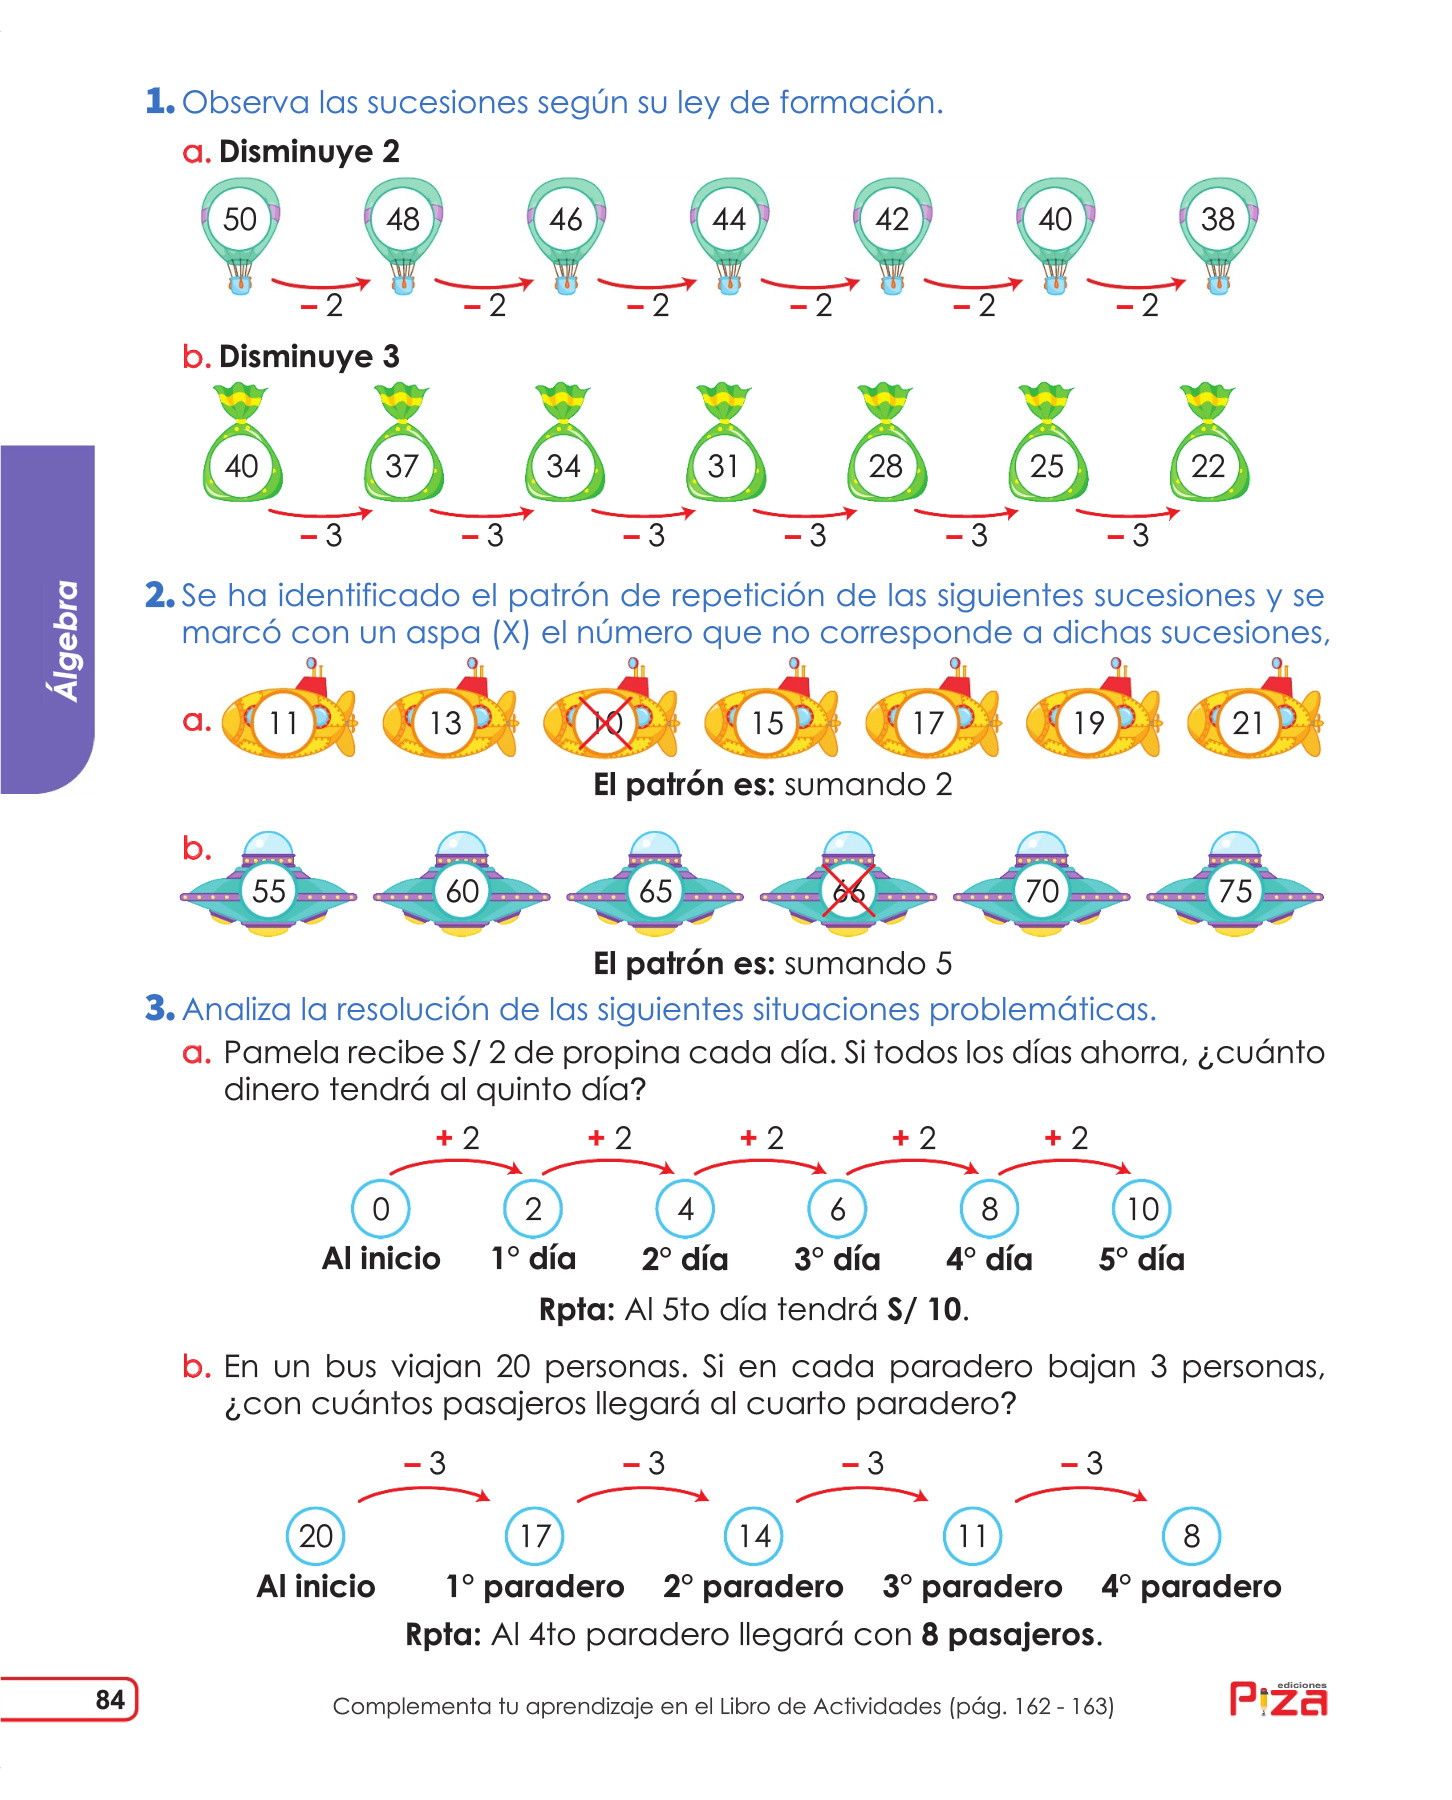 1. Observa las sucesiones según su ley de formación.
a. Disminuye 2
50 48 46 44 42 40 38
– 2 – 2 – 2 – 2 – 2 – 2
b. Disminuye 3
40 37 34 31 28 25 22
– 3 – 3 – 3 – 3 – 3 – 3
Álgebra
2. Se ha identificado el patrón de repetición de las siguientes sucesiones y se
marcó con un aspa (X) el número que no corresponde a dichas sucesiones,
a. 11 13 10 15 17 19 21
El patrón es: sumando 2
b. 55 60 65 66 70 75
El patrón es: sumando 5
3. Analiza la resolución de las siguientes situaciones problemáticas.
a. Pamela recibe S/ 2 de propina cada día. Si todos los días ahorra, ¿cuánto
dinero tendrá al quinto día?
+ 2 + 2 + 2 + 2 + 2
0 2 4 6 8 10
Al inicio 1° día 2° día 3° día 4° día 5° día
Rpta: Al 5to día tendrá S/ 10.
b. En un bus viajan 20 personas. Si en cada paradero bajan 3 personas,
¿con cuántos pasajeros llegará al cuarto paradero?
– 3 – 3 – 3 – 3
20 17 14 11 8
Al inicio 1° paradero 2° paradero 3° paradero 4° paradero
Rpta: Al 4to paradero llegará con 8 pasajeros.
84
Complementa tu aprendizaje en el Libro de Actividades (pág. 162 - 163)
ediciones
Piza